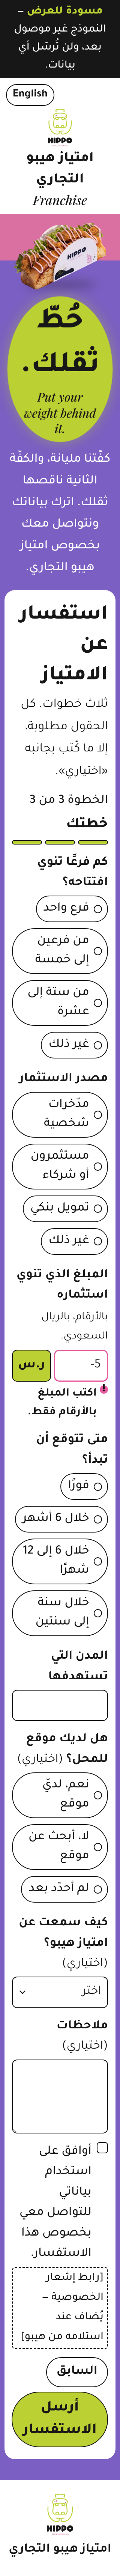 مسودة للعرض –
النموذج غير موصول
بعد، ولن تُرسَل أي
بيانات.
English
HIPPO
امتياز هيبو
التجاري
Franchise
HIPPO
حُطّ
ثقلك.
Put your
weight behind
it.
كفّتنا مليانة، والكفّة
الثانية ناقصها
ثقلك. اترك بياناتك
ونتواصل معك
بخصوص امتياز
هيبو التجاري.
استفسار
عن
الامتياز
ثلاث خطوات. كل
الحقول مطلوبة،
إلا ما كُتب بجانبه
«اختياري».
الخطوة 3 من 3
خطتك
كم فرعًا تنوي
افتتاحه؟
فرع واحد
من فرعين
إلى خمسة
من ستة إلى
عشرة
غير ذلك
مصدر الاستثمار
مدّخرات
شخصية
مستثمرون
أو شركاء
تمويل بنكي
غير ذلك
المبلغ الذي تنوي
استثماره
بالأرقام، بالريال
السعودي.
-5
ر.س
! اكتب المبلغ
بالأرقام فقط.
متى تتوقع أن
تبدأ؟
فورًا
خلال 6 أشهر
خلال 6 إلى 12
شهرًا
خلال سنة
إلى سنتين
المدن التي
تستهدفها
هل لديك موقع
للمحل؟ (اختياري)
نعم، لديّ
موقع
لا، أبحث عن
موقع
لم أحدّد بعد
كيف سمعت عن
امتياز هيبو؟
(اختياري)
اختر
ملاحظات
(اختياري)
أوافق على
استخدام
بياناتي
للتواصل معي
بخصوص هذا
الاستفسار.
[رابط إشعار
الخصوصية –
يُضاف عند
استلامه من هيبو]
السابق
أرسل
الاستفسار
HIPPO
امتياز هيبو التجاري